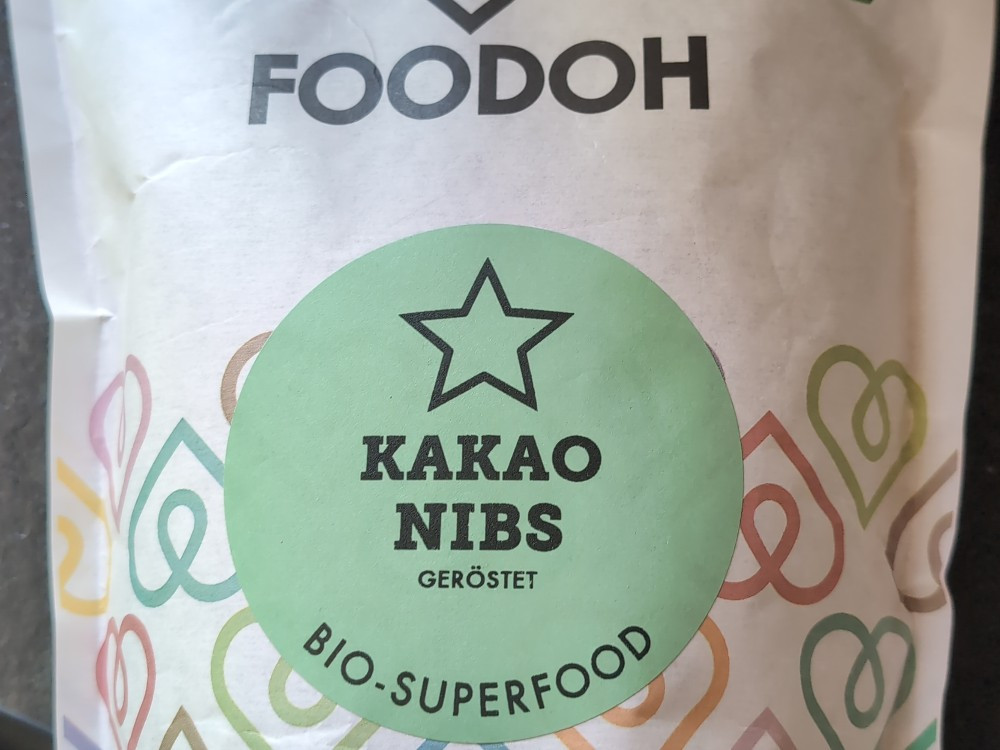 FOODOH
KAKAO
NIBS
GERÖSTET
BIO-SUPERFOOD